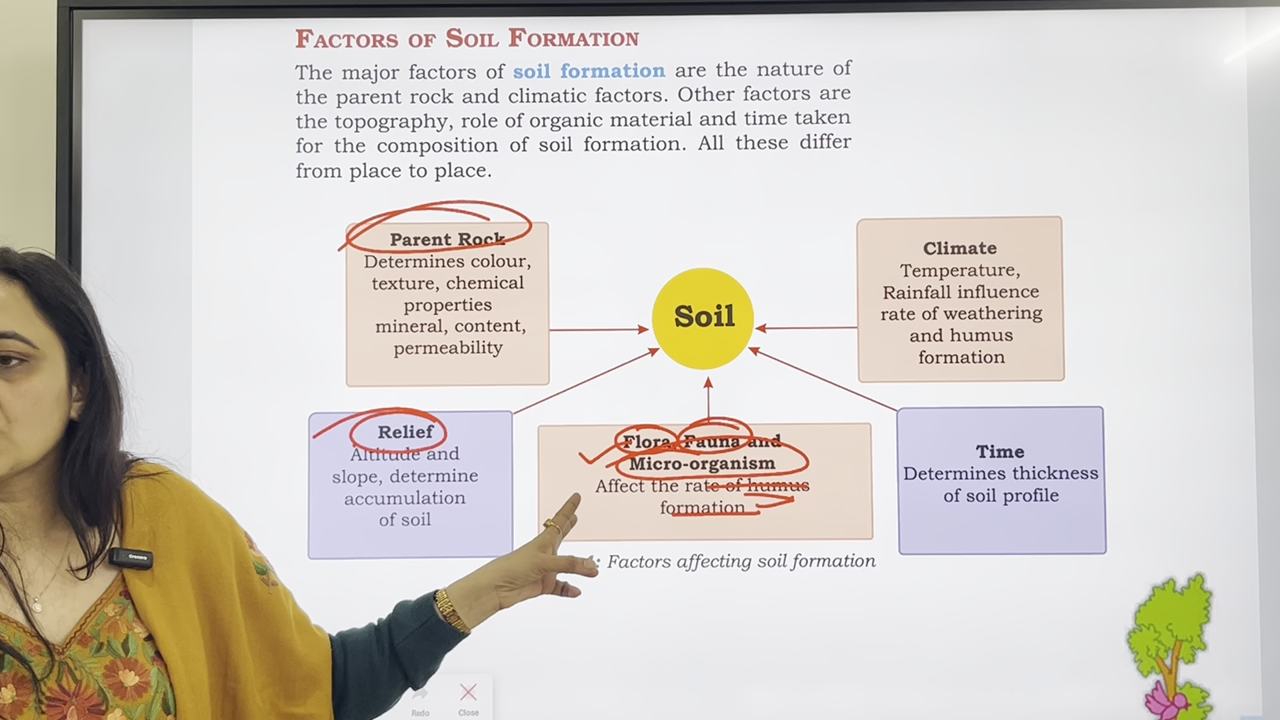 FACTORS OF SOIL FORMATION
The major factors of soil formation are the nature of
the parent rock and climatic factors. Other factors are
the topography, role of organic material and time taken
for the composition of soil formation. All these differ
from place to place.
Parent Rock
Determines colour,
texture, chemical
properties
mineral, content,
permeability
Soil
Climate
Temperature,
Rainfall influence
rate of weathering
and humus
formation
Relief
Altitude and
slope, determine
accumulation
of soil
Flora, Fauna and
Micro-organism
Affect the rate of humus
formation
Time
Determines thickness
of soil profile
: Factors affecting soil formation
Redo
Close